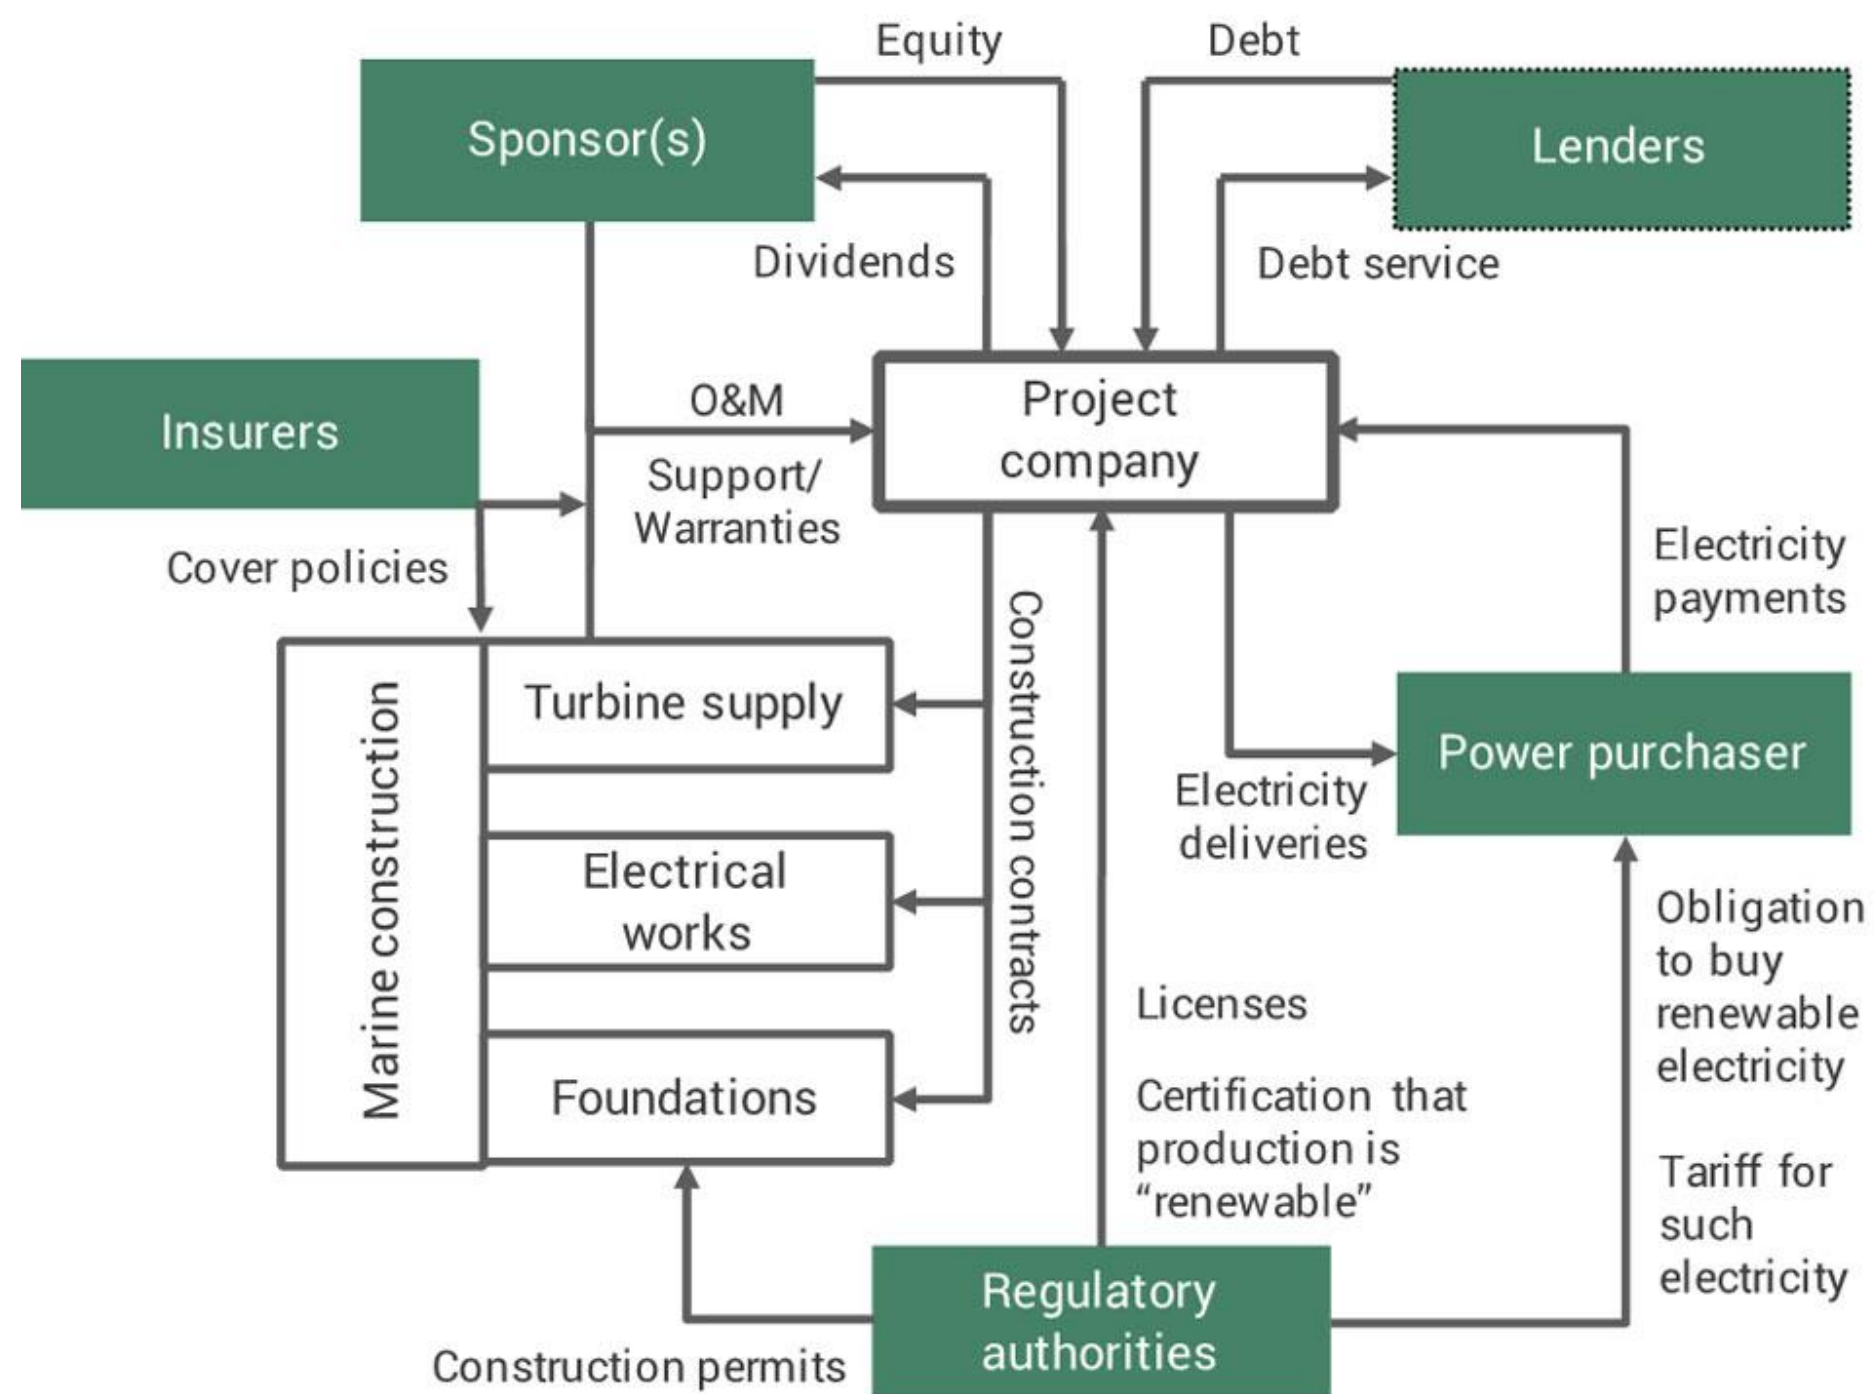 Equity
Debt
Sponsor(s)
Lenders
Dividends
Debt service
Insurers
O&M
Project
company
Support/
Warranties
Cover policies
Electricity
payments
Construction contracts
Marine construction
Turbine supply
Power purchaser
Electricity
deliveries
Electrical
works
Obligation
to buy
renewable
electricity
Licenses
Foundations
Certification that
production is
“renewable”
Tariff for
such
electricity
Regulatory
authorities
Construction permits